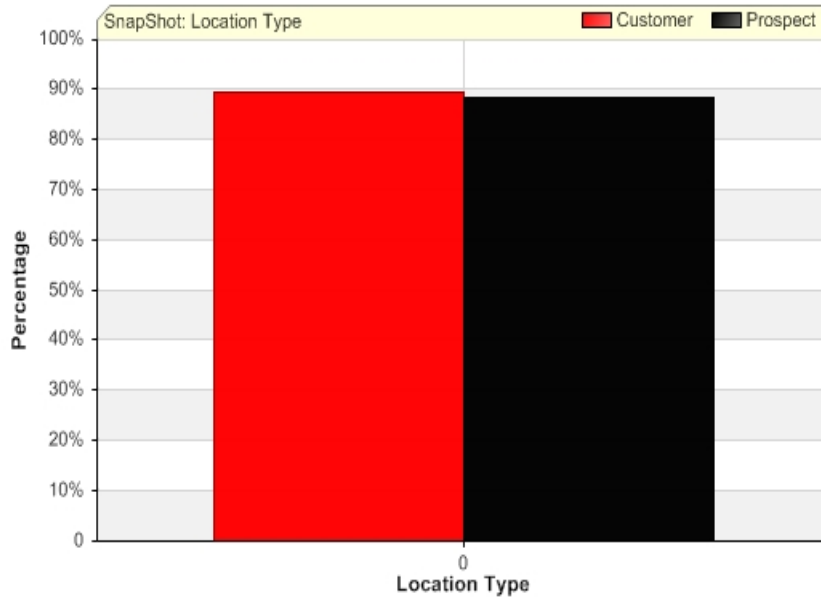 SnapShot: Location Type
Customer
Prospect
100%
90%
80%
70%
60%
50%
40%
30%
20%
10%
0
Percentage
0
Location Type